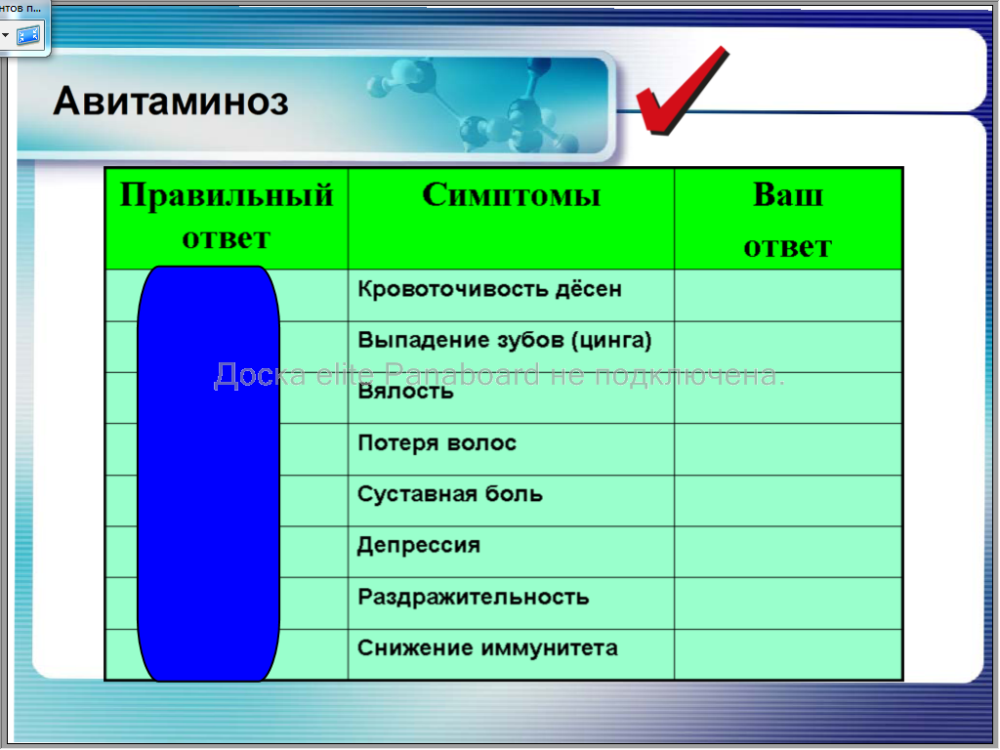 нтов п...
Авитаминоз
Правильный
ответ
Симптомы
Ваш
ответ
Кровоточивость дёсен
Выпадение зубов (цинга)
Доска elite Panaboard не подключена.
Вялость
Потеря волос
Суставная боль
Депрессия
Раздражительность
Снижение иммунитета